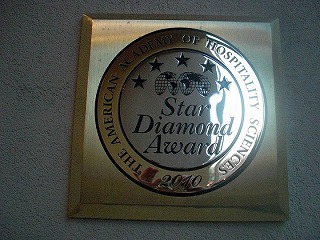 THE AMERICAN ACADEMY OF HOSPITALITY SCIENCES
Star
Diamond
Award
2010